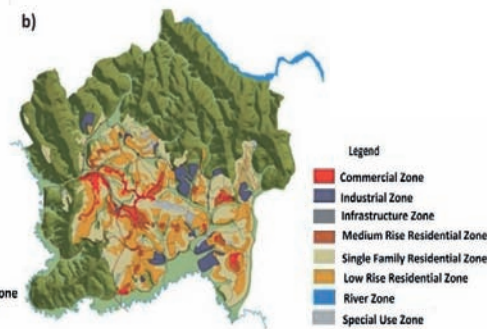 b)
one
Legend
Commercial Zone
Industrial Zone
Infrastructure Zone
Medium Rise Residential Zone
Single Family Residential Zone
Low Rise Residential Zone
River Zone
Special Use Zone